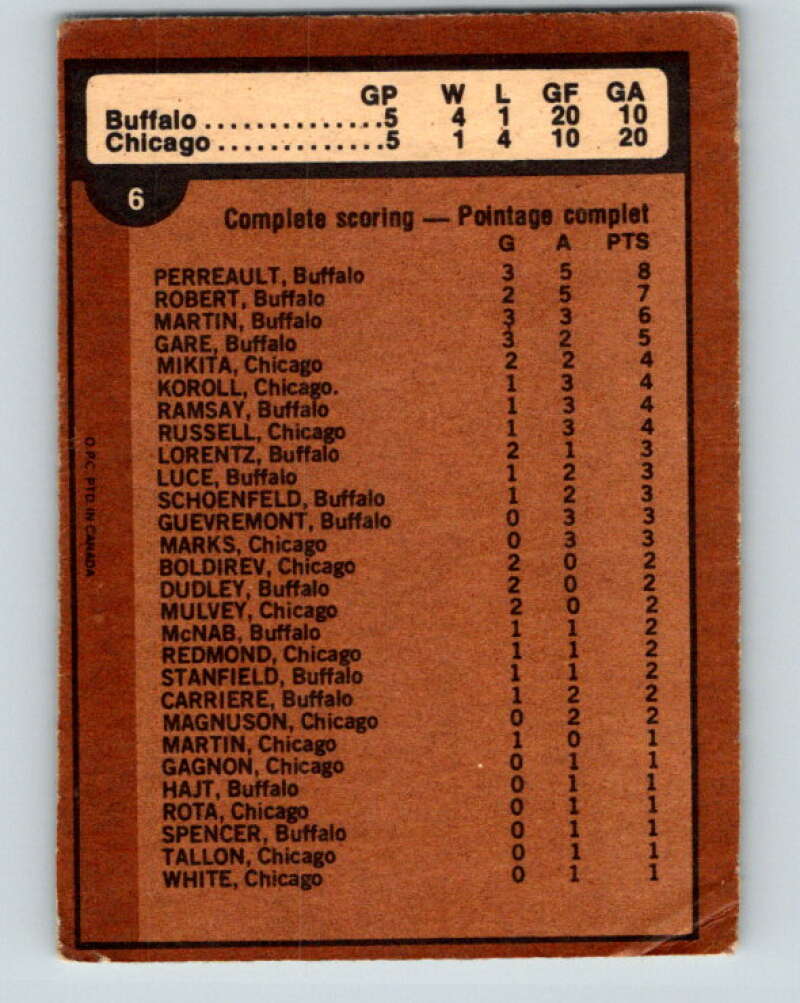 GP W L GF GA
Buffalo ..............5 4 1 20 10
Chicago .............5 1 4 10 20
6
Complete scoring — Pointage complet
G A PTS
PERREAULT, Buffalo 3 5 8
ROBERT, Buffalo 2 5 7
MARTIN, Buffalo 3 3 6
GARE, Buffalo 3 2 5
MIKITA, Chicago 2 2 4
KOROLL, Chicago. 1 3 4
RAMSAY, Buffalo 1 3 4
RUSSELL, Chicago 1 3 4
LORENTZ, Buffalo 2 1 3
LUCE, Buffalo 1 2 3
SCHOENFELD, Buffalo 1 2 3
GUEVREMONT, Buffalo 0 3 3
MARKS, Chicago 0 3 3
BOLDIREV, Chicago 2 0 2
DUDLEY, Buffalo 2 0 2
MULVEY, Chicago 2 0 2
McNAB, Buffalo 1 1 2
REDMOND, Chicago 1 1 2
STANFIELD, Buffalo 1 1 2
CARRIERE, Buffalo 1 2 2
MAGNUSON, Chicago 0 2 2
MARTIN, Chicago 1 0 1
GAGNON, Chicago 0 1 1
HAJT, Buffalo 0 1 1
ROTA, Chicago 0 1 1
SPENCER, Buffalo 0 1 1
TALLON, Chicago 0 1 1
WHITE, Chicago 0 1 1
O.P.C. PTD IN CANADA